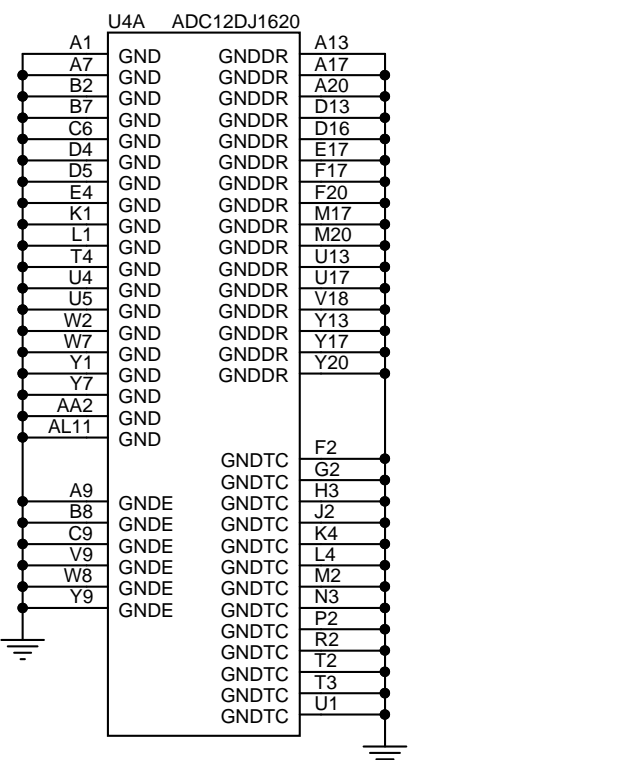 U4A ADC12DJ1620
A1 GND GNDDR A13
A7 GND GNDDR A17
B2 GND GNDDR A20
B7 GND GNDDR D13
C6 GND GNDDR D16
D4 GND GNDDR E17
D5 GND GNDDR F17
E4 GND GNDDR F20
K1 GND GNDDR M17
L1 GND GNDDR M20
T4 GND GNDDR U13
U4 GND GNDDR U17
U5 GND GNDDR V18
W2 GND GNDDR Y13
W7 GND GNDDR Y17
Y1 GND GNDDR Y20
Y7 GND
AA2 GND
AL11 GND
GNDTC F2
GNDTC G2
A9 GNDE GNDTC H3
B8 GNDE GNDTC J2
C9 GNDE GNDTC K4
V9 GNDE GNDTC L4
W8 GNDE GNDTC M2
Y9 GNDE GNDTC N3
GNDTC P2
GNDTC R2
GNDTC T2
GNDTC T3
GNDTC U1